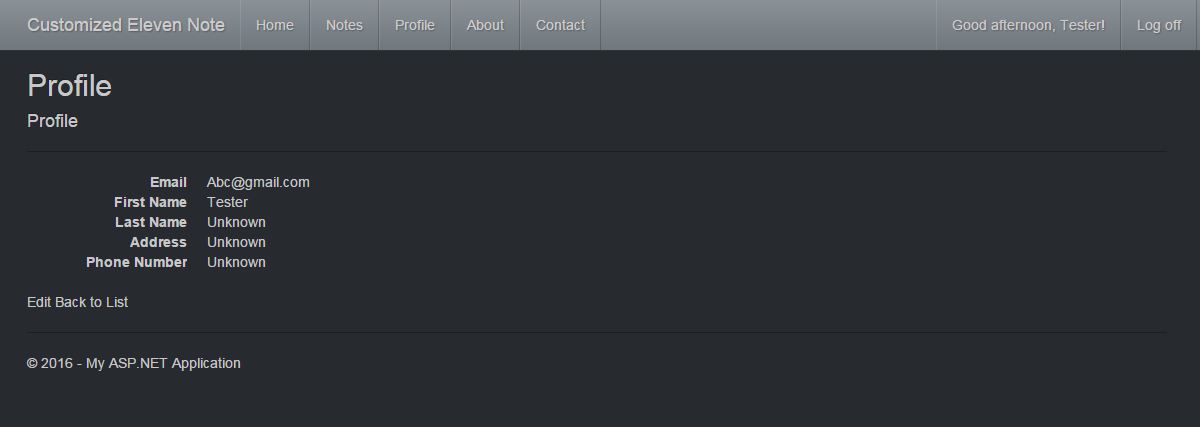 Customized Eleven Note Home Notes Profile About Contact Good afternoon, Tester! Log off
Profile
Profile
Email Abc@gmail.com
First Name Tester
Last Name Unknown
Address Unknown
Phone Number Unknown
Edit Back to List
© 2016 - My ASP.NET Application